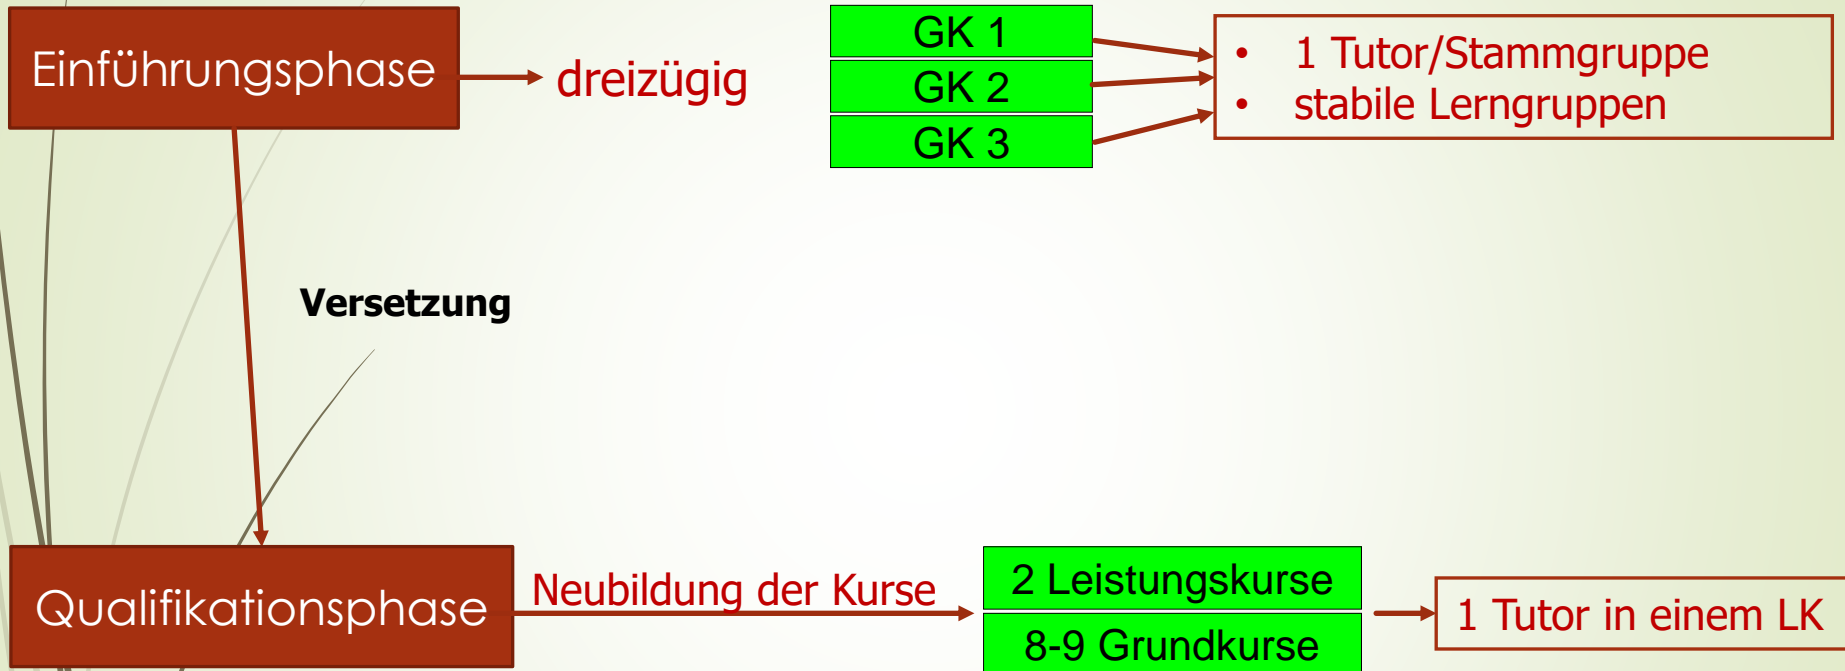 Einführungsphase
dreizügig
GK 1
GK 2
GK 3
• 1 Tutor/Stammgruppe
• stabile Lerngruppen
Versetzung
Qualifikationsphase
Neubildung der Kurse
2 Leistungskurse
8-9 Grundkurse
1 Tutor in einem LK